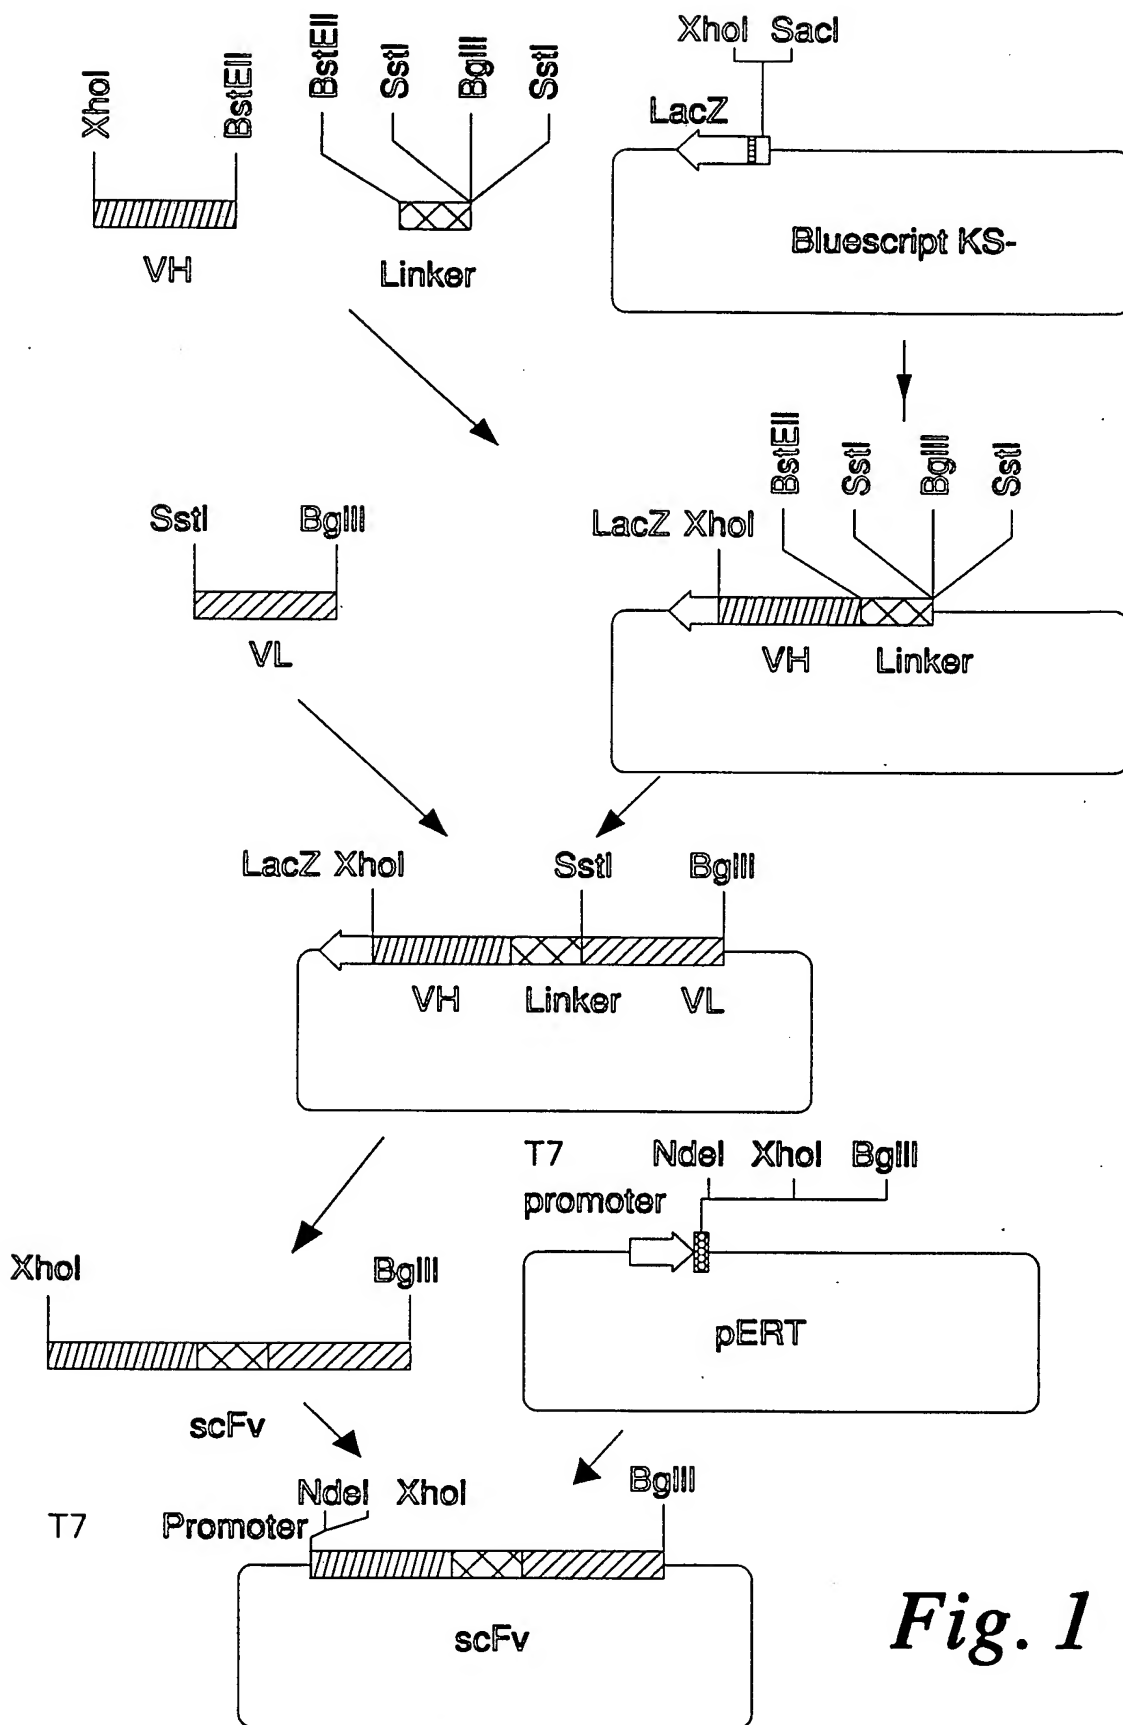 XhoI
BstEII
BstEII
SstI
BglII
SstI
XhoI SacI
LacZ
VH
Linker
Bluescript KS-
BstEII
SstI
BglII
SstI
SstI
BglII
LacZ XhoI
VL
VH
Linker
LacZ XhoI
SstI
BglII
VH
Linker
VL
T7
promoter
NdeI
XhoI
BglII
XhoI
BglII
pERT
scFv
NdeI
XhoI
BglII
T7
Promoter
scFv
Fig. 1